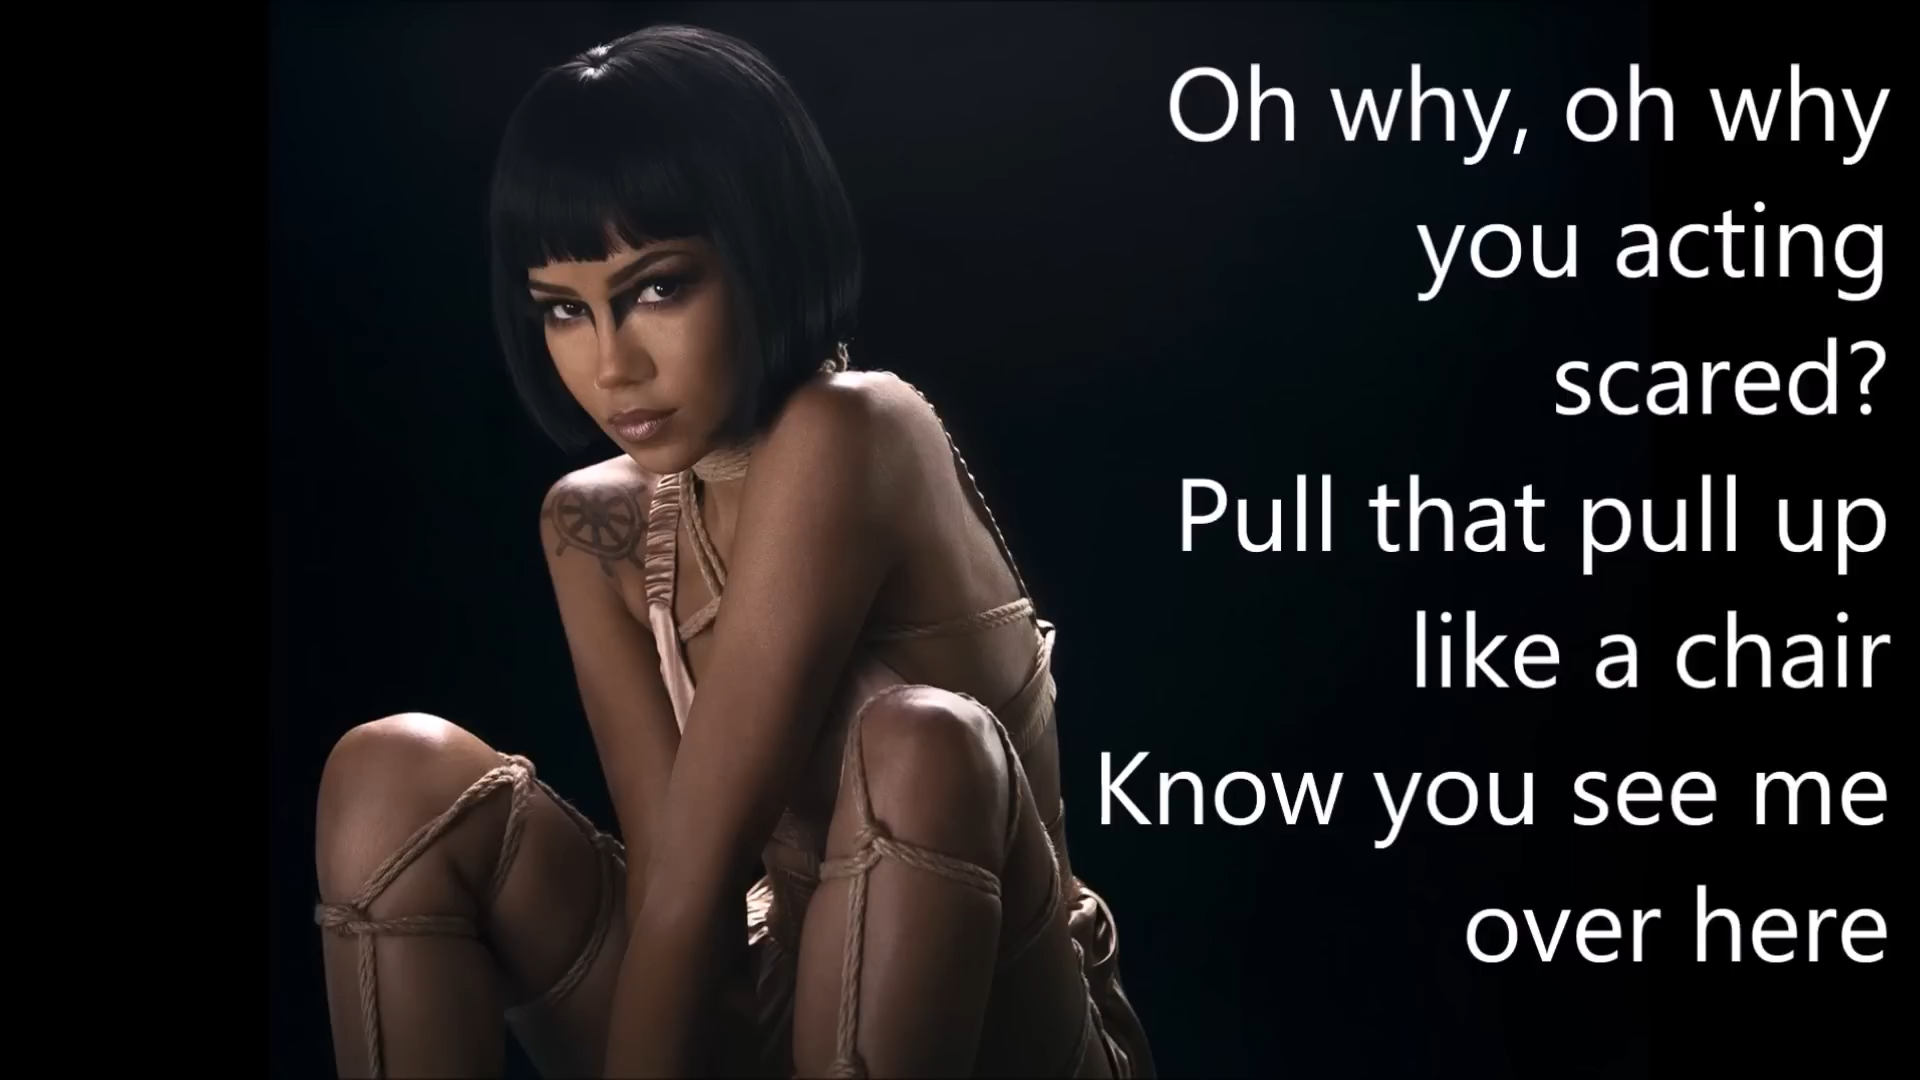 Oh why, oh why
you acting
scared?
Pull that pull up
like a chair
Know you see me
over here